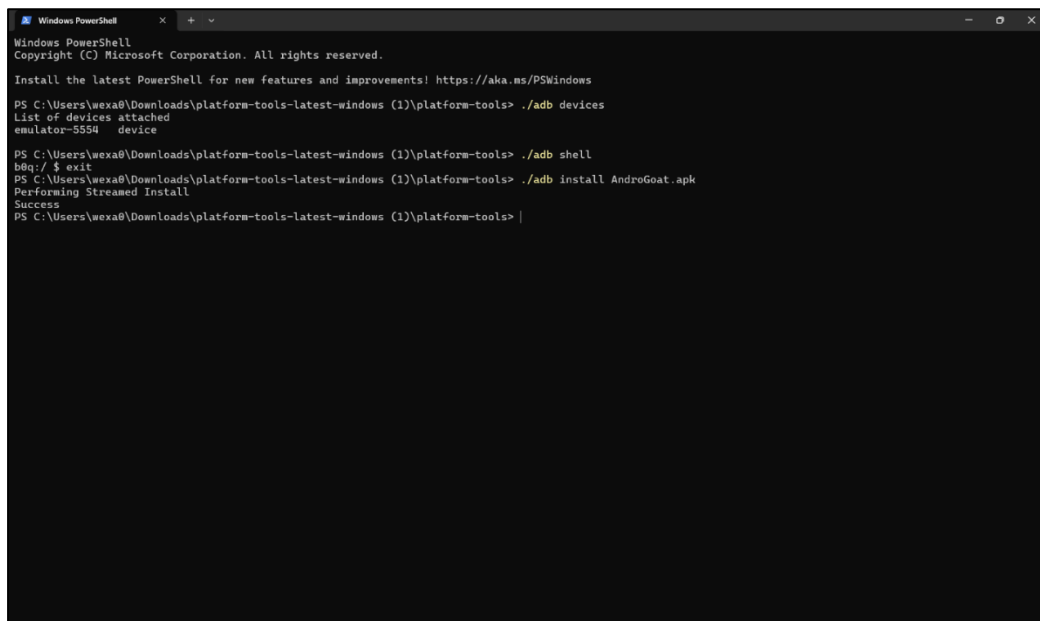 Windows PowerShell
Windows PowerShell
Copyright (C) Microsoft Corporation. All rights reserved.
Install the latest PowerShell for new features and improvements! https://aka.ms/PSWindows
PS C:\Users\wexa0\Downloads\platform-tools-latest-windows (1)\platform-tools> ./adb devices
List of devices attached
emulator-5554   device
PS C:\Users\wexa0\Downloads\platform-tools-latest-windows (1)\platform-tools> ./adb shell
b0q:/ $ exit
PS C:\Users\wexa0\Downloads\platform-tools-latest-windows (1)\platform-tools> ./adb install AndroGoat.apk
Performing Streamed Install
Success
PS C:\Users\wexa0\Downloads\platform-tools-latest-windows (1)\platform-tools>